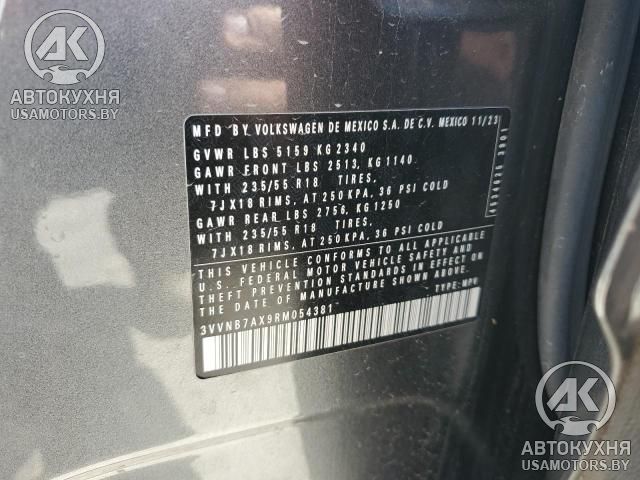 AK
АВТОКУХНЯ
USAMOTORS.BY
MFD BY VOLKSWAGEN DE MEXICO S.A. DE C.V. MEXICO 11/23
GVWR LBS 5159 KG 2340
GAWR FRONT LBS 2513, KG 1140
WITH 235/55 R18 TIRES,
7JX18 RIMS, AT 250 KPA, 36 PSI COLD
GAWR REAR LBS 2756, KG 1250
WITH 235/55 R18 TIRES,
7JX18 RIMS, AT 250 KPA, 36 PSI COLD
THIS VEHICLE CONFORMS TO ALL APPLICABLE
U.S. FEDERAL MOTOR VEHICLE SAFETY AND
THEFT PREVENTION STANDARDS IN EFFECT ON
THE DATE OF MANUFACTURE SHOWN ABOVE.
3VVNB7AX9RM054381 TYPE:MPV
AK
АВТОКУХНЯ
USAMOTORS.BY